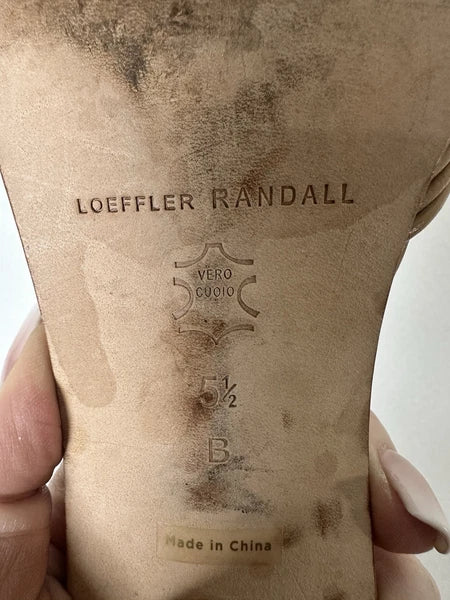 LOEFFLER RANDALL
VERO
CUOIO
5½
B
Made in China